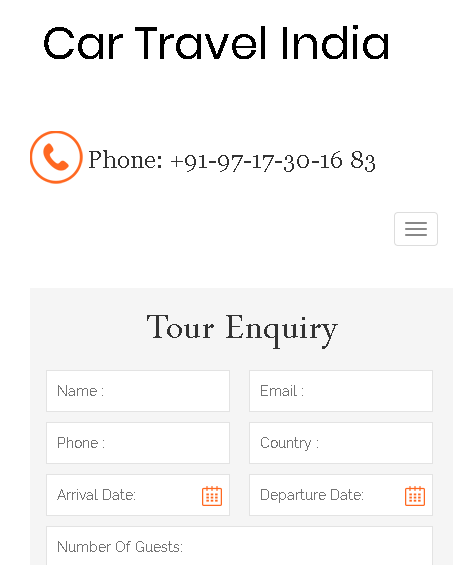 Car Travel India
Phone: +91-97-17-30-16 83
Tour Enquiry
Name :
Email :
Phone :
Country :
Arrival Date:
Departure Date:
Number Of Guests: